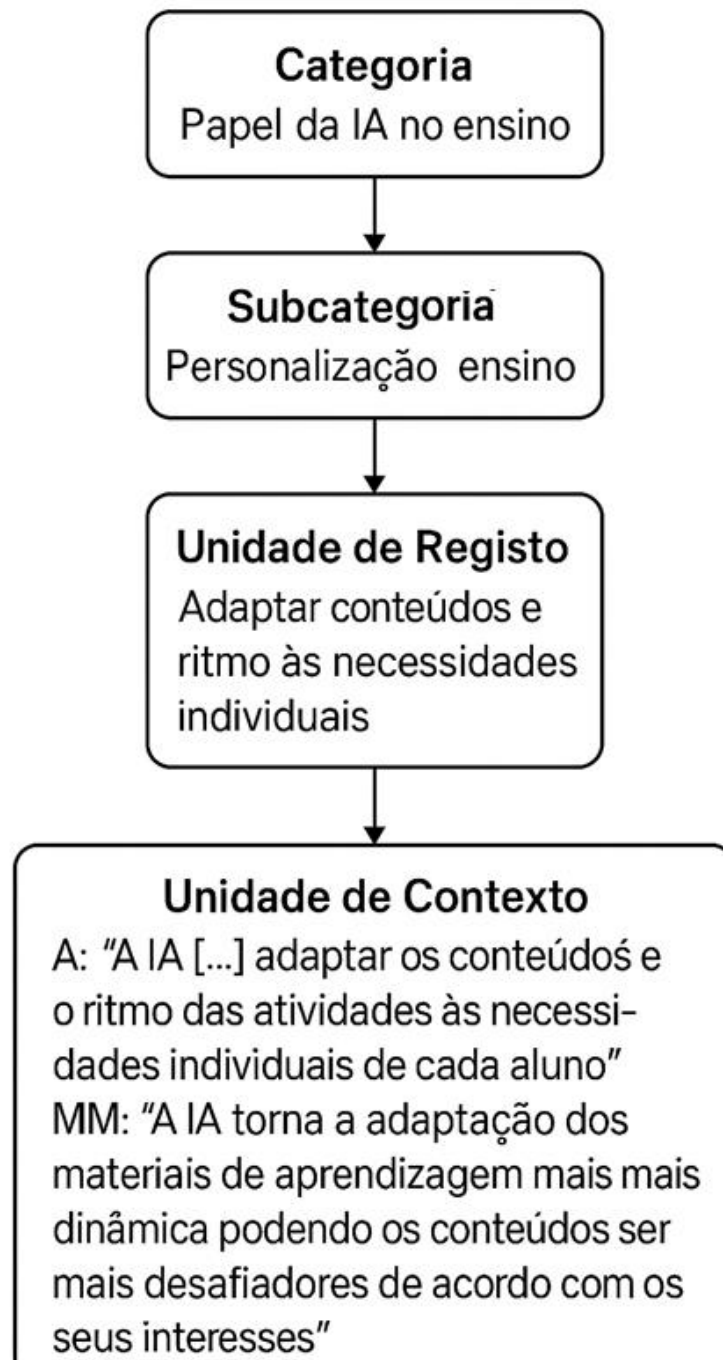 Categoria
Papel da IA no ensino
Subcategoria
Personalização ensino
Unidade de Registo
Adaptar conteúdos e
ritmo às necessidades
individuais
Unidade de Contexto
A: “A IA [...] adaptar os conteúdoś e
o ritmo das atividades às necessi-
dades individuais de cada aluno”
MM: “A IA torna a adaptação dos
materiais de aprendizagem mais mais
dinâmica podendo os conteúdos ser
mais desafiadores de acordo com os
seus interesses”